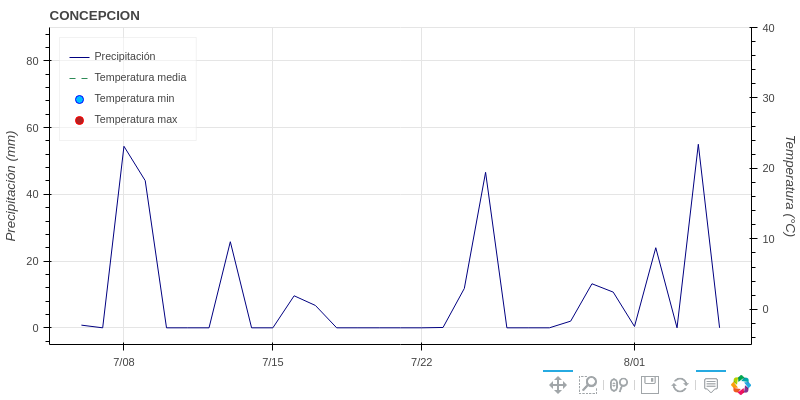 CONCEPCION
Precipitación
Temperatura media
Temperatura min
Temperatura max
Precipitación (mm)
80
60
40
20
0
40
30
20
10
0
Temperatura (°C)
7/08
7/15
7/22
8/01